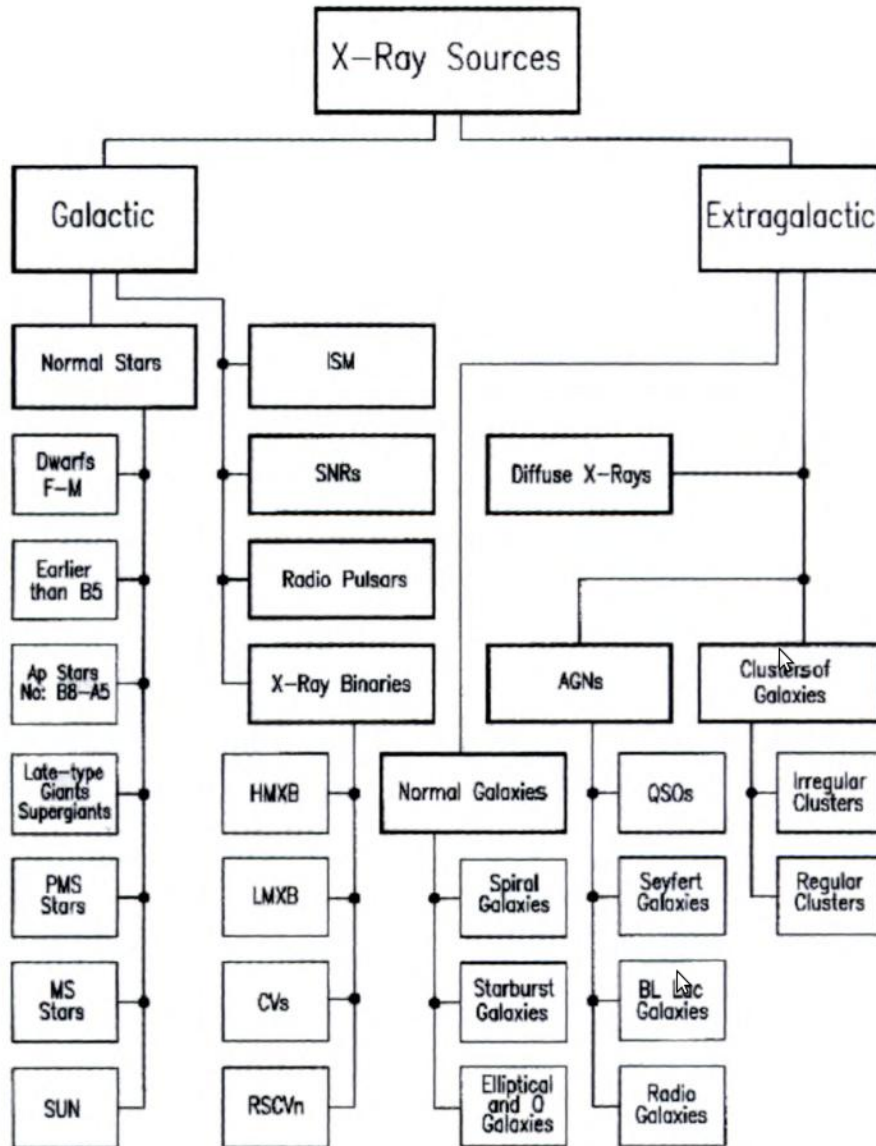 X-Ray Sources
Galactic
Extragalactic
Normal Stars
ISM
Dwarfs
F-M
SNRs
Diffuse X-Rays
Earlier
than B5
Radio Pulsars
Ap Stars
No: B8-A5
X-Ray Binaries
AGNs
Clusters of
Galaxies
Late-type
Giants
Supergiants
HMXB
Normal Galaxies
QSOs
Irregular
Clusters
PMS
Stars
LMXB
Spiral
Galaxies
Seyfert
Galaxies
Regular
Clusters
MS
Stars
CVs
Starburst
Galaxies
BL Lac
Galaxies
SUN
RSCVn
Elliptical
and O
Galaxies
Radio
Galaxies